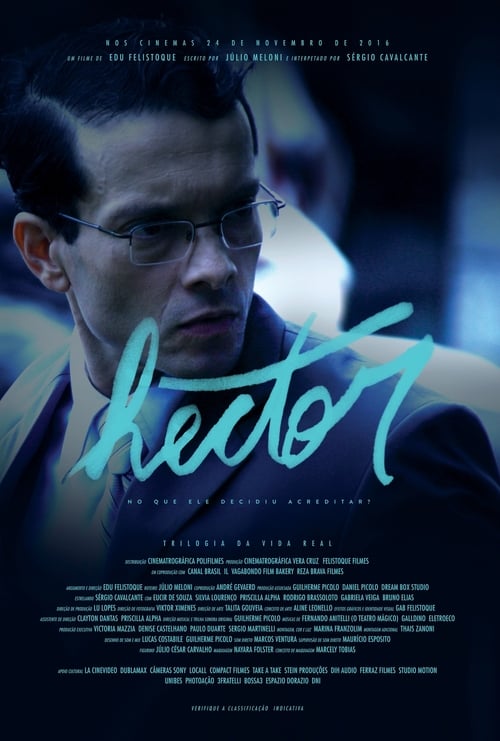 NOS CINEMAS 24 DE NOVEMBRO DE 2016
UM FILME DE EDU FELISTOQUE ESCRITO POR JÚLIO MELONI E INTERPETADO POR SÉRGIO CAVALCANTE
hector
NO QUE ELE DECIDIU ACREDITAR?
TRILOGIA DA VIDA REAL
DISTRIBUIÇÃO CINEMATROGRÁFICA POLIFILMES PRODUÇÃO CINEMATROGRÁFICA VERA CRUZ FELISTOQUE FILMES
EM COPRODUÇÃO COM CANAL BRASIL IL VAGABONDO FILM BAKERY REZA BRAVA FILMES
ARGUMENTO E DIREÇÃO EDU FELISTOQUE ROTEIRO JÚLIO MELONI COPRODUÇÃO ANDRÉ GEVAERD PRODUÇÃO ASSOCIADA GUILHERME PICOLO DANIEL PICOLO DREAM BOX STUDIO
ESTRELANDO SÉRGIO CAVALCANTE COM EUCIR DE SOUZA SILVIA LOURENÇO PRISCILLA ALPHA RODRIGO BRASSOLOTO GABRIELA VEIGA BRUNO ELIAS
DIREÇÃO DE PRODUÇÃO LU LOPES DIREÇÃO DE FOTOGRAFIA VIKTOR XIMENES DIREÇÃO DE ARTE TALITA GOUVEIA CONCEITO DE ARTE ALINE LEONELLO EFEITOS GRÁFICOS E IDENTIDADE VISUAL GAB FELISTOQUE
ASSISTENTE DE DIREÇÃO CLAYTON DANTAS PRISCILLA ALPHA DIREÇÃO MUSICAL E TRILHA SONORA ORIGINAL GUILHERME PICOLO MÚSICAS DE FERNANDO ANITELLI (O TEATRO MÁGICO) GALLDINO ELETROECO
PRODUÇÃO EXECUTIVA VICTORIA MAZZIA DENISE CASTELHANO PAULO DUARTE SERGIO MARTINELLI MONTAGEM, COR E LUZ MARINA FRANZOLIM MONTAGEM ADICIONAL THAIS ZANONI
DESENHO DE SOM E MIX LUCAS COSTABILE GUILHERME PICOLO SOM DIRETO MARCOS VENTURA SUPERVISÃO DE SOM DIRETO MAURÍCIO ESPOSITO
FIGURINO JÚLIO CÉSAR CARVALHO MAQUIAGEM NAYARA FOLSTER CONCEITO DE MAQUIAGEM MARCELY TOBIAS
APOIO CULTURAL LA CINEVIDEO DUBLAMAX CÂMERAS SONY LOCALL COMPACT FILMES TAKE A TAKE STEIN PRODUÇÕES DIH AUDIO FERRAZ FILMES STUDIO MOTION
UNIBES PHOTOAÇÃO 3FRATELLI BOSSA3 ESPAZIO DORAZIO DNI
VERIFIQUE A CLASSIFICAÇÃO INDICATIVA